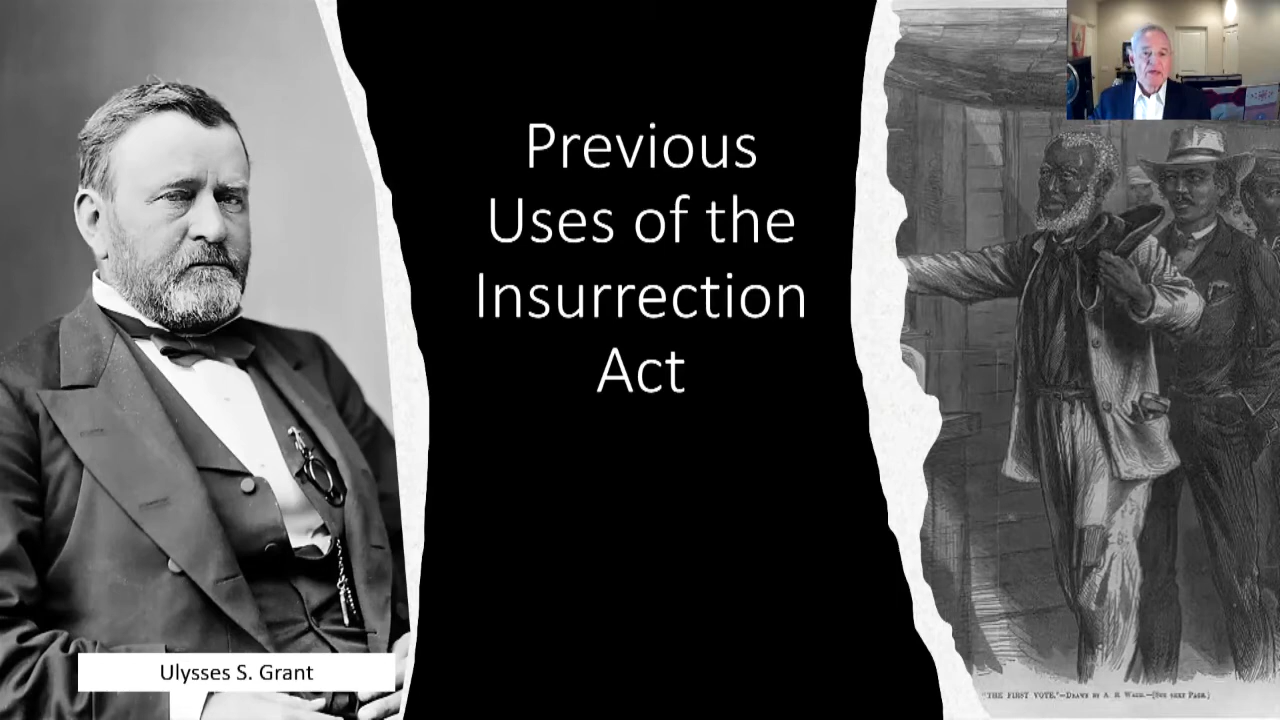 Previous
Uses of the
Insurrection
Act
Ulysses S. Grant
"THE FIRST VOTE."—DRAWN BY A. R. WAUD.—[SEE NEXT PAGE.]